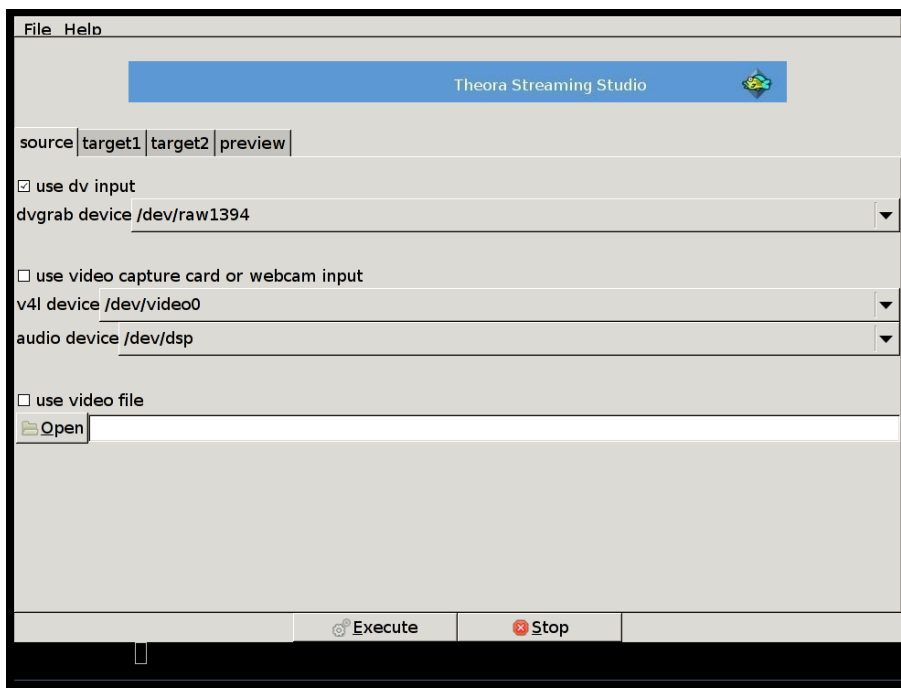 File Help
Theora Streaming Studio
source target1 target2 preview
use dv input
dvgrab device /dev/raw1394
use video capture card or webcam input
v4l device /dev/video0
audio device /dev/dsp
use video file
Open
Execute Stop